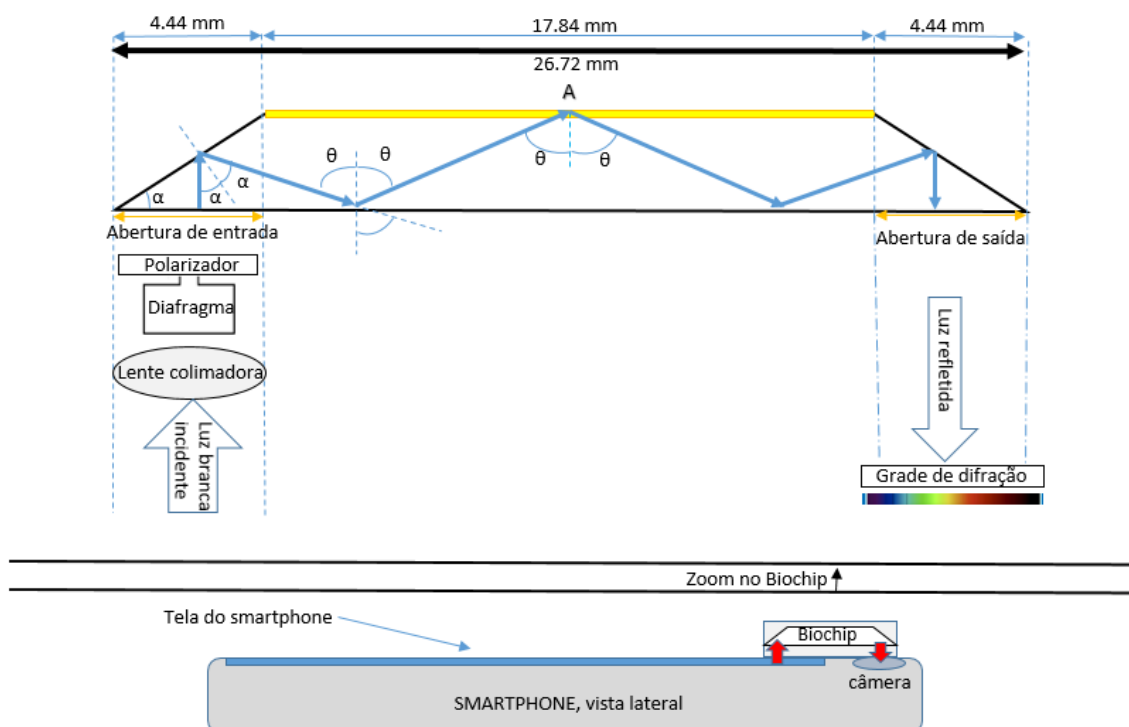 4.44 mm
17.84 mm
4.44 mm
26.72 mm
A
θ
θ
θ
θ
α
α
α
Abertura de entrada
Abertura de saída
Polarizador
Diafragma
Lente colimadora
Luz branca
incidente
Luz refletida
Grade de difração
Zoom no Biochip
Tela do smartphone
Biochip
câmera
SMARTPHONE, vista lateral